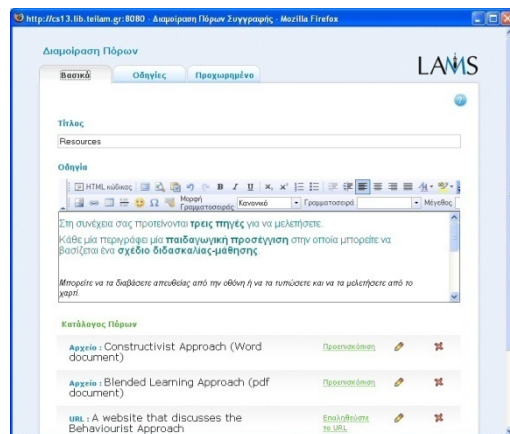 http://cs13.lib.teilam.gr:8080 - Διαμοίραση Πόρων Συγγραφής - Mozilla Firefox
Διαμοίραση Πόρων
LAMS
Βασικά Οδηγίες Προχωρημένο
Τίτλος
Resources
Οδηγία
HTML κώδικας
Μορφή Γραμματοσειράς Κανονικό Γραμματοσειρά Μέγεθος
Στη συνέχεια σας προτείνονται τρεις πηγές για να μελετήσετε.
Κάθε μία περιγράφει μία παιδαγωγική προσέγγιση στην οποία μπορείτε να
βασίζεται ένα σχέδιο διδασκαλίας-μάθησης.
Μπορείτε να τα διαβάσετε απευθείας από την οθόνη ή να τα τυπώσετε και να τα μελετήσετε από το
χαρτί.
Κατάλογος Πόρων
Αρχείο : Constructivist Approach (Word
document)
Προεπισκόπιση
Αρχείο : Blended Learning Approach (pdf
document)
Προεπισκόπιση
URL : A website that discusses the
Behaviourist Approach
Επαληθεύστε
το URL